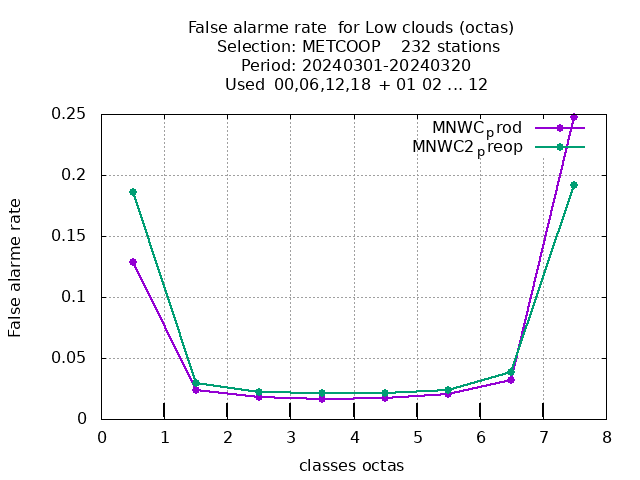 False alarme rate  for Low clouds (octas)
Selection: METCOOP    232 stations
Period: 20240301-20240320
Used  00,06,12,18  + 01 02 ... 12
MNWCprod
MNWC2preop
0.25
0.2
0.15
0.1
0.05
0
False alarme rate
0 1 2 3 4 5 6 7 8
classes octas